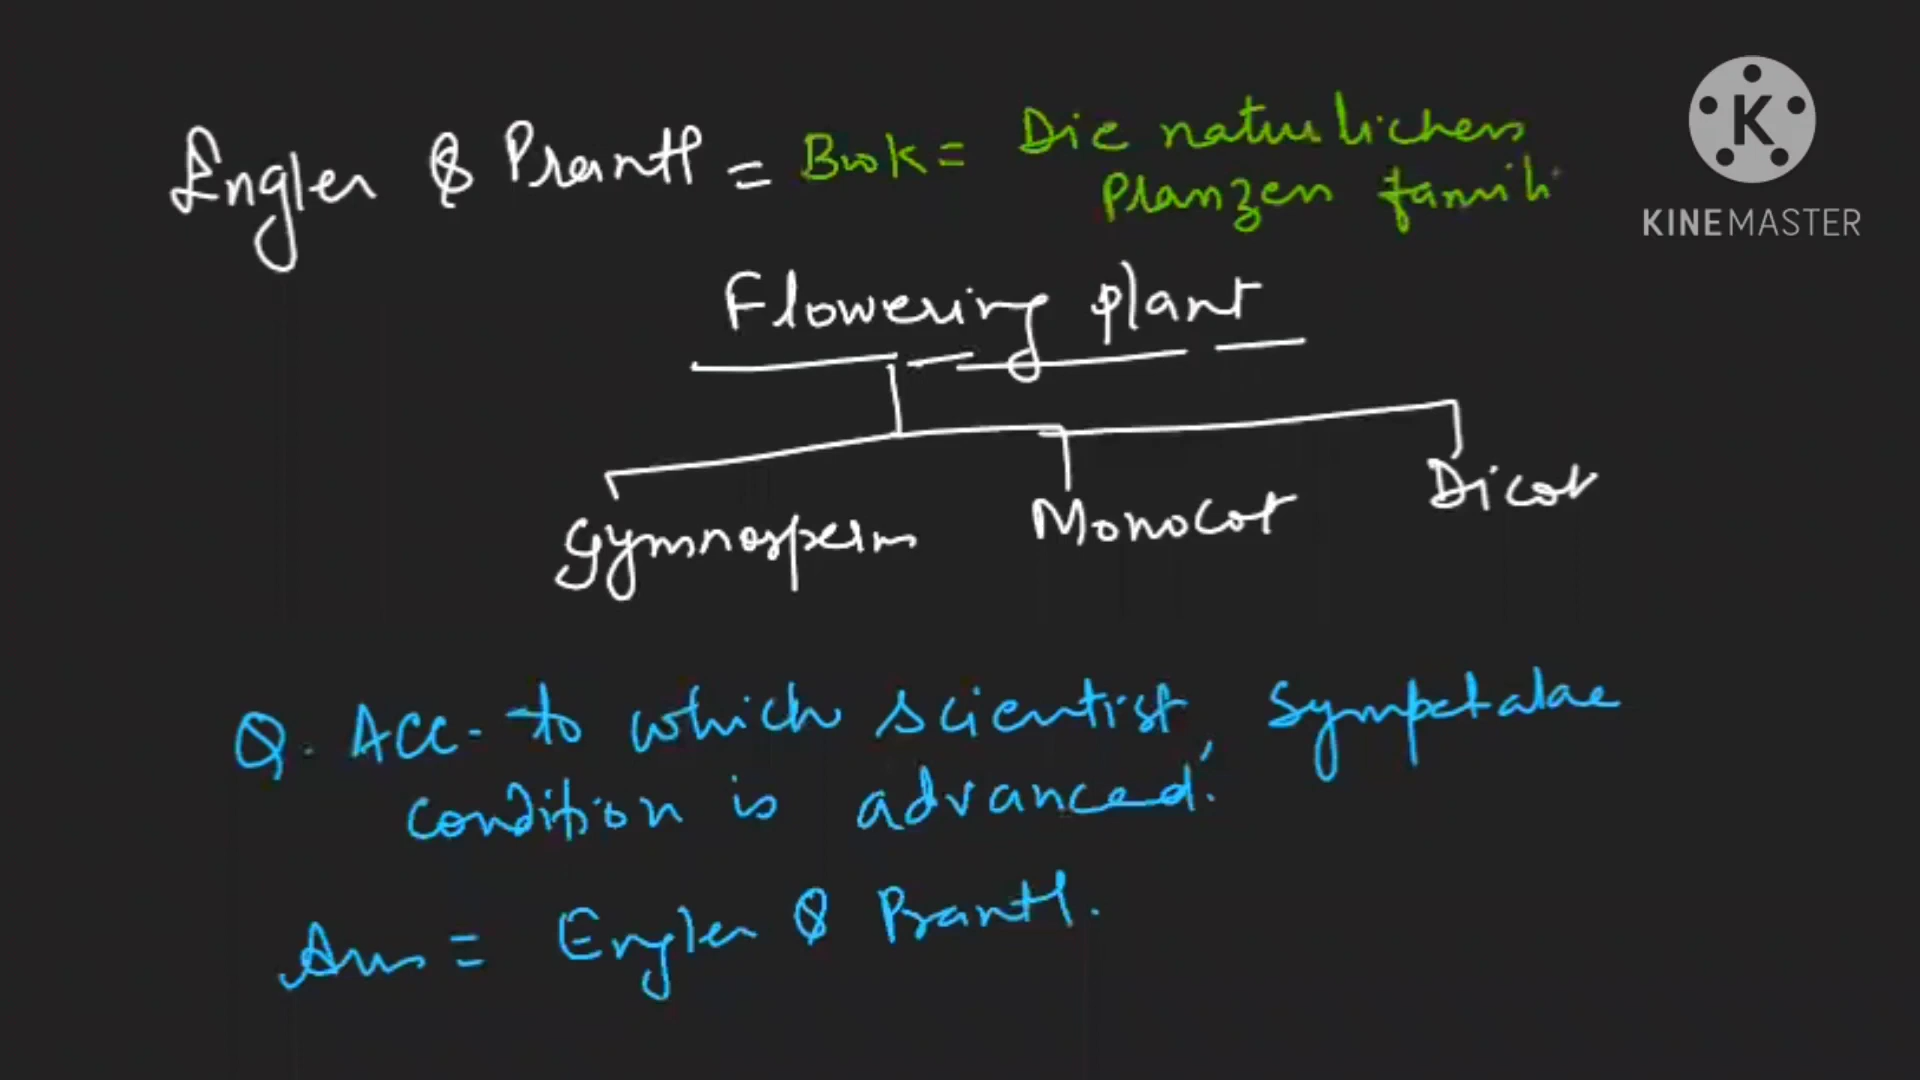 Engler & Prantl = Book = Die naturlichen
Planzen famili
K
KINEMASTER
Flowering plant
Gymnosperm Monocot Dicot
Q. Acc- to which scientist, Sympetalae
condition is advanced.
Ans = Engler & Prantl.